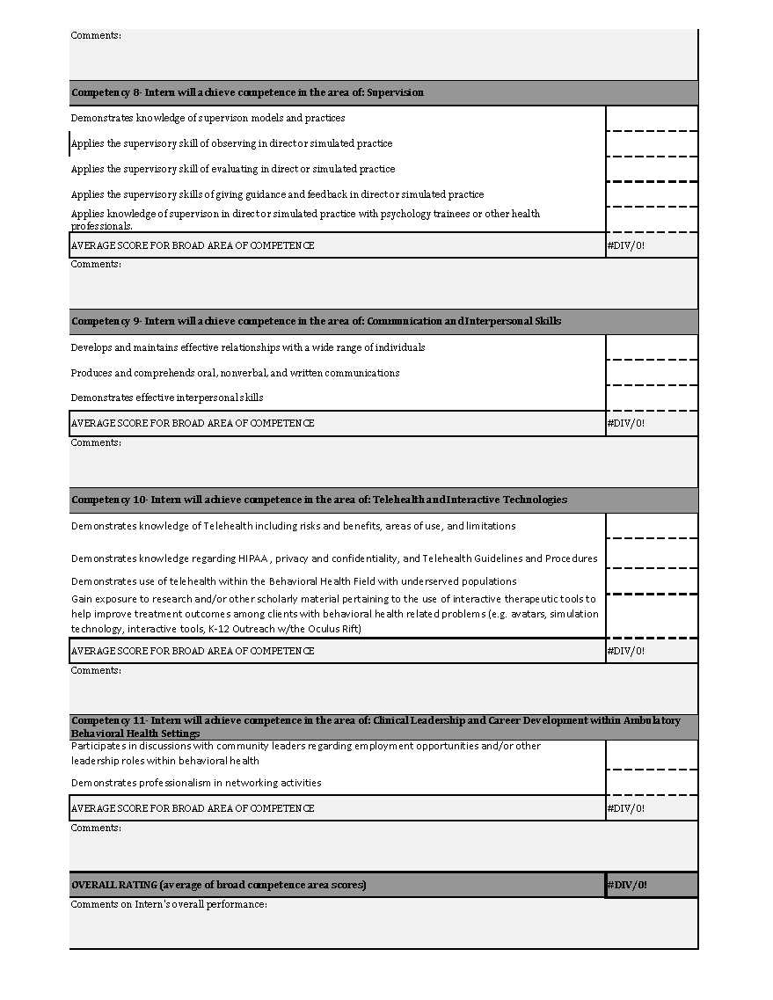 Comments:
Competency 8- Intern will achieve competence in the area of: Supervision
Demonstrates knowledge of supervison models and practices
Applies the supervisory skill of observing in direct or simulated practice
Applies the supervisory skill of evaluating in direct or simulated practice
Applies the supervisory skills of giving guidance and feedback in direct or simulated practice
Applies knowledge of supervison in direct or simulated practice with psychology trainees or other health
professionals.
AVERAGE SCORE FOR BROAD AREA OF COMPETENCE #DIV/0!
Comments:
Competency 9- Intern will achieve competence in the area of: Communication and Interpersonal Skills
Develops and maintains effective relationships with a wide range of individuals
Produces and comprehends oral, nonverbal, and written communications
Demonstrates effective interpersonal skills
AVERAGE SCORE FOR BROAD AREA OF COMPETENCE #DIV/0!
Comments:
Competency 10- Intern will achieve competence in the area of: Telehealth and Interactive Technologies
Demonstrates knowledge of Telehealth including risks and benefits, areas of use, and limitations
Demonstrates knowledge regarding HIPAA , privacy and confidentiality, and Telehealth Guidelines and Procedures
Demonstrates use of telehealth within the Behavioral Health Field with underserved populations
Gain exposure to research and/or other scholarly material pertaining to the use of interactive therapeutic tools to
help improve treatment outcomes among clients with behavioral health related problems (e.g. avatars, simulation
technology, interactive tools, K-12 Outreach w/the Oculus Rift)
AVERAGE SCORE FOR BROAD AREA OF COMPETENCE #DIV/0!
Comments:
Competency 11- Intern will achieve competence in the area of: Clinical Leadership and Career Development within Ambulatory
Behavioral Health Settings
Participates in discussions with community leaders regarding employment opportunities and/or other
leadership roles within behavioral health
Demonstrates professionalism in networking activities
AVERAGE SCORE FOR BROAD AREA OF COMPETENCE #DIV/0!
Comments:
OVERALL RATING (average of broad competence area scores) #DIV/0!
Comments on Intern's overall performance: